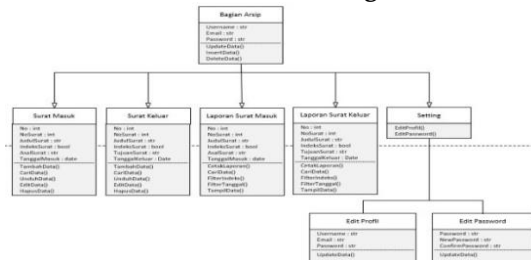 Bagian Arsip
Username : str
Email : str
Password : str
UpdateData()
InsertData()
DeleteData()
Surat Masuk
No : int
NoSurat : int
JudulSurat : str
IndeksSurat : bool
AsalSurat : str
TanggalMasuk : date
TambahData()
CariData()
UnduhData()
EditData()
HapusData()
Surat Keluar
No : int
NoSurat : int
JudulSurat : str
IndeksSurat : bool
TujuanSurat : str
TanggalKeluar : Date
TambahData()
CariData()
UnduhData()
EditData()
HapusData()
Laporan Surat Masuk
No : int
NoSurat : int
JudulSurat : str
IndeksSurat : bool
AsalSurat : str
TanggalMasuk : date
CetakLaporan()
CariData()
FilterIndeks()
FilterTanggal()
TampilData()
Laporan Surat Keluar
No : int
NoSurat : int
JudulSurat : str
IndeksSurat : bool
TujuanSurat : str
TanggalKeluar : Date
CetakLaporan()
CariData()
FilterIndeks()
FilterTanggal()
TampilData()
Setting
EditProfil()
EditPassword()
Edit Profil
Username : str
Email : str
Password : str
UpdateData()
Edit Password
Password : str
NewPassword : str
ConfirmPassword : str
UpdateData()